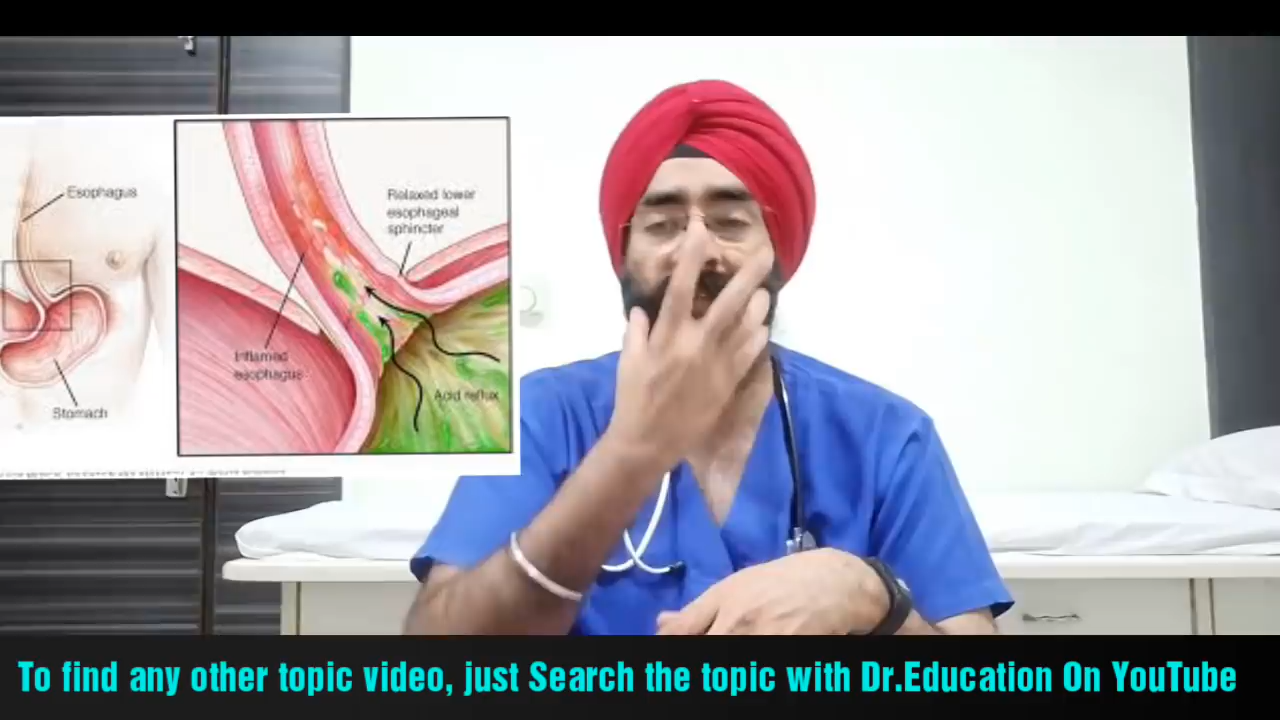 Esophagus
Stomach
Relaxed lower
esophageal
sphincter
Inflamed
esophagus
Acid reflux
To find any other topic video, just Search the topic with Dr.Education On YouTube